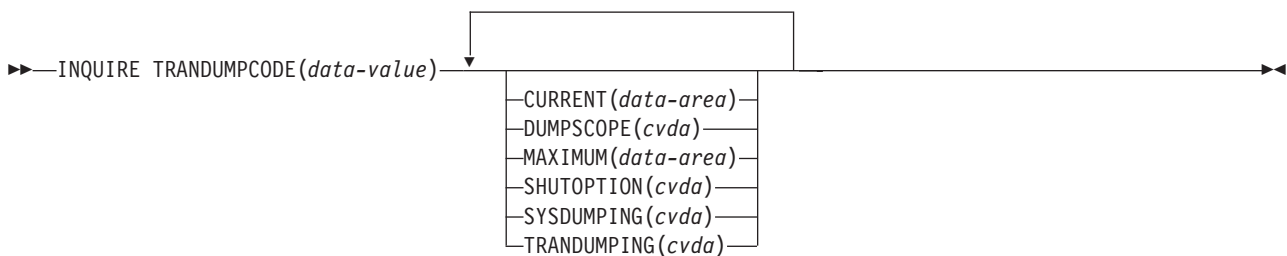 INQUIRE TRANDUMPCODE(data-value)
CURRENT(data-area)
DUMPSCOPE(cvda)
MAXIMUM(data-area)
SHUTOPTION(cvda)
SYSDUMPING(cvda)
TRANDUMPING(cvda)